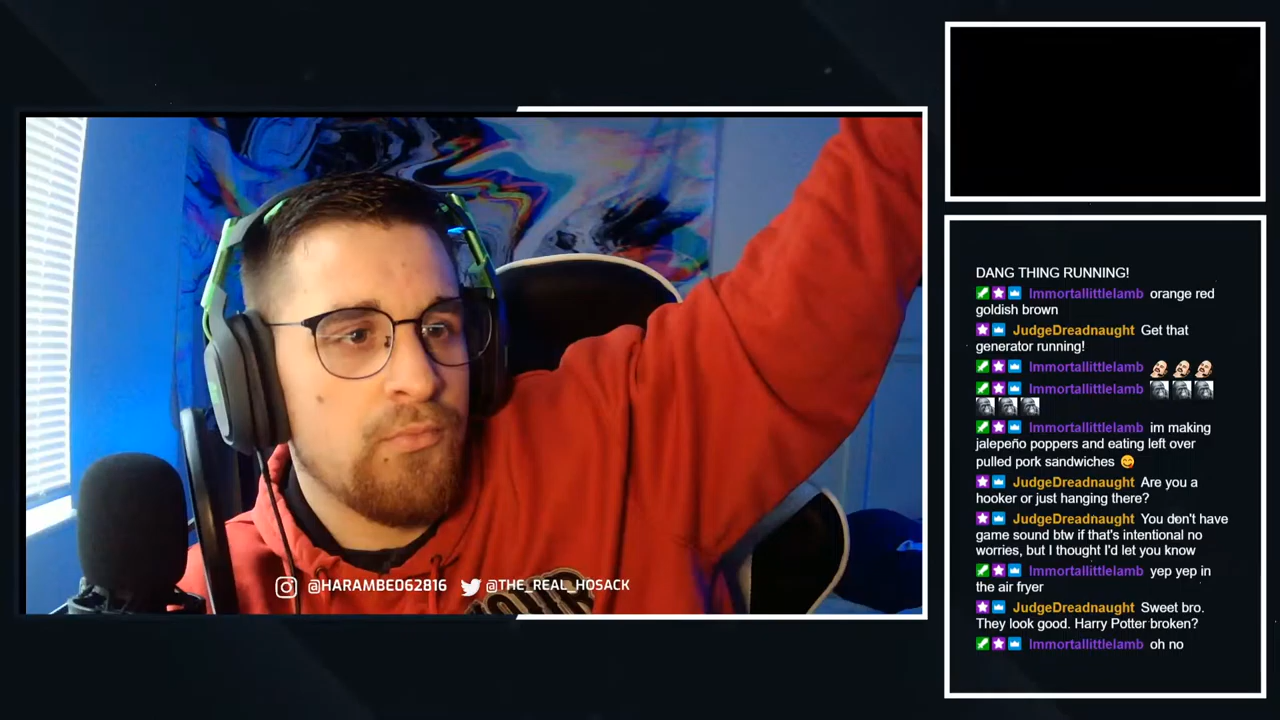 DANG THING RUNNING!
Immortallittlelamb orange red
goldish brown
JudgeDreadnaught Get that
generator running!
Immortallittlelamb
Immortallittlelamb
Immortallittlelamb im making
jalepeño poppers and eating left over
pulled pork sandwiches
JudgeDreadnaught Are you a
hooker or just hanging there?
JudgeDreadnaught You don't have
game sound btw if that's intentional no
worries, but I thought I'd let you know
Immortallittlelamb yep yep in
the air fryer
JudgeDreadnaught Sweet bro.
They look good. Harry Potter broken?
Immortallittlelamb oh no
@HARAMBE062816 @THE_REAL_HOSACK